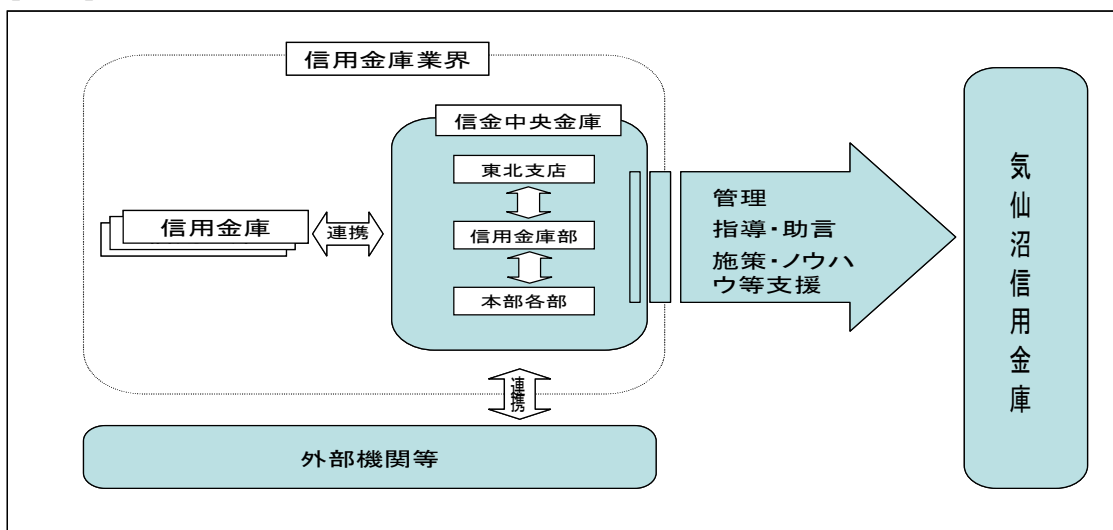 信用金庫業界
信金中央金庫
東北支店
信用金庫
連携
信用金庫部
本部各部
管理
指導・助言
施策・ノウハ
ウ等支援
気仙沼信用金庫
連携
外部機関等